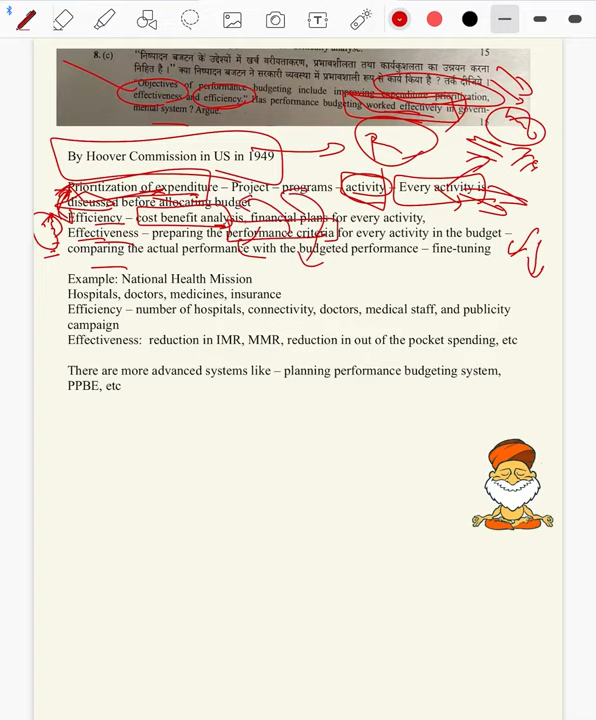 8. (c) "निष्पादन बजटन के उद्देश्यों में खर्च वरीयताकरण, प्रभावशीलता तथा कार्यकुशलता का उन्नयन करना
निहित है ।" क्या निष्पादन बजटन ने सरकारी व्यवस्था में प्रभावशाली रूप से कार्य किया है ? तर्क दीजिये ।
"Objectives of performance budgeting include improving expenditure prioritization,
effectiveness and efficiency." Has performance budgeting worked effectively in govern-
mental system ? Argue.
15
15
By Hoover Commission in US in 1949
Prioritization of expenditure – Project – programs – activity – Every activity is
discussed before allocating budget
Efficiency – cost benefit analysis, financial plans for every activity,
Effectiveness – preparing the performance criteria for every activity in the budget –
comparing the actual performance with the budgeted performance – fine-tuning
Example: National Health Mission
Hospitals, doctors, medicines, insurance
Efficiency – number of hospitals, connectivity, doctors, medical staff, and publicity
campaign
Effectiveness: reduction in IMR, MMR, reduction in out of the pocket spending, etc
There are more advanced systems like – planning performance budgeting system,
PPBE, etc